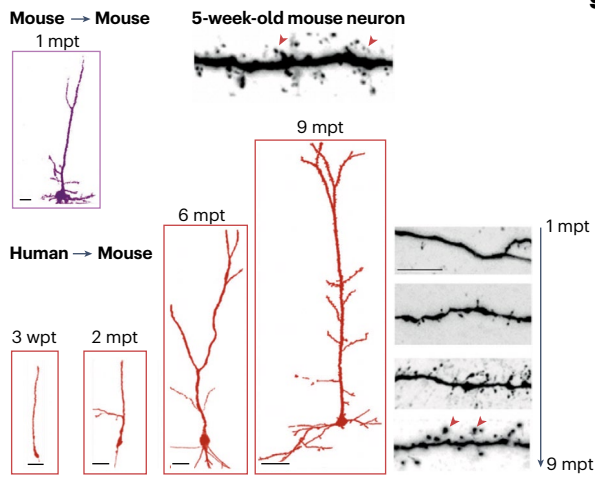 Mouse → Mouse
1 mpt
5-week-old mouse neuron
9 mpt
6 mpt
Human → Mouse
3 wpt
2 mpt
1 mpt
9 mpt